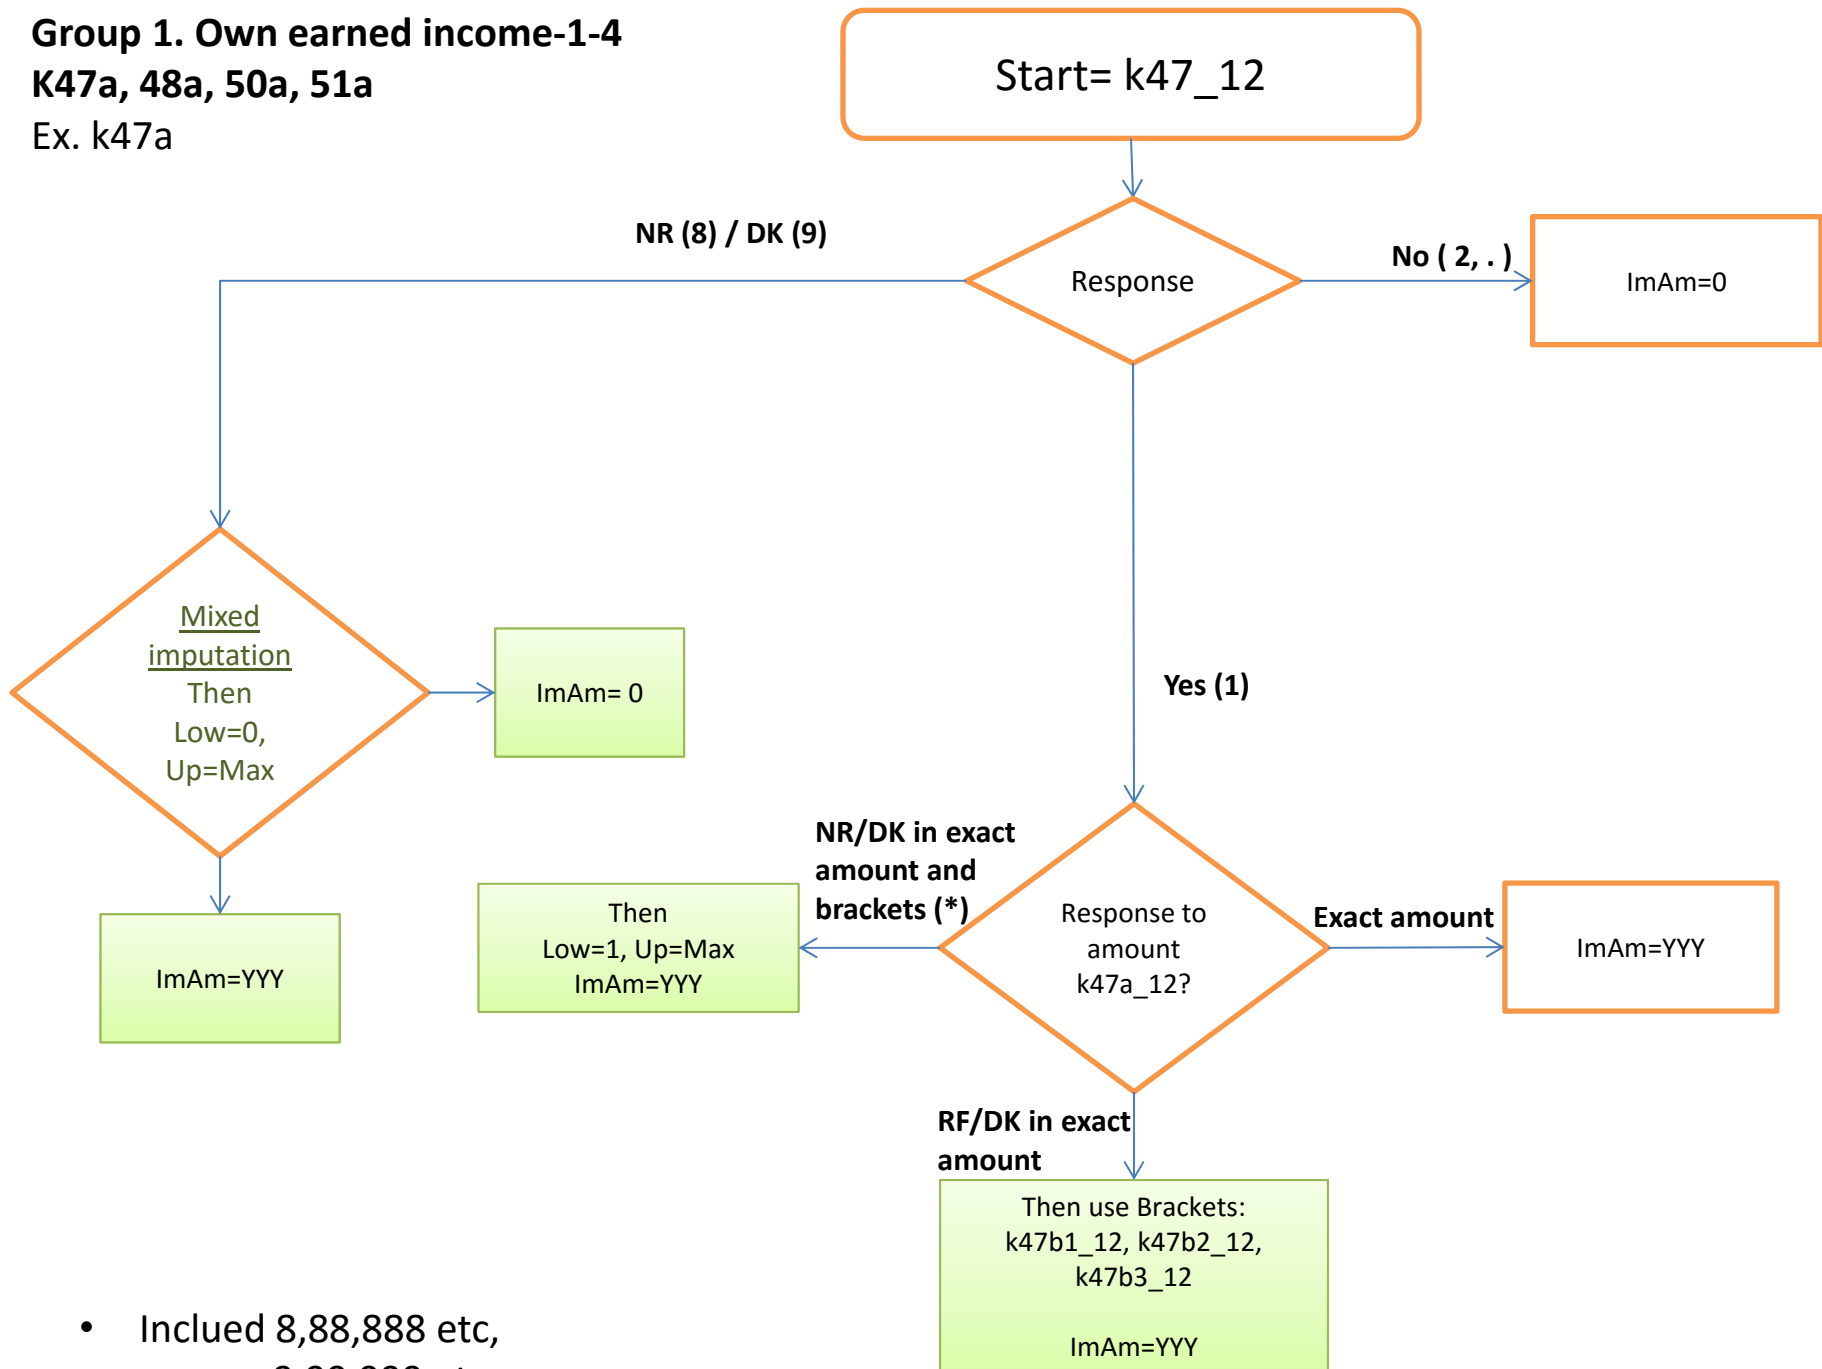 Group 1. Own earned income-1-4
K47a, 48a, 50a, 51a
Ex. k47a
Start= k47_12
NR (8) / DK (9)
Response
No ( 2, . )
ImAm=0
Mixed
imputation
Then
Low=0,
Up=Max
ImAm= 0
Yes (1)
ImAm=YYY
NR/DK in exact
amount and
brackets (*)
Then
Low=1, Up=Max
ImAm=YYY
Response to
amount
k47a_12?
Exact amount
ImAm=YYY
RF/DK in exact
amount
Then use Brackets:
k47b1_12, k47b2_12,
k47b3_12
ImAm=YYY
• Inclued 8,88,888 etc,